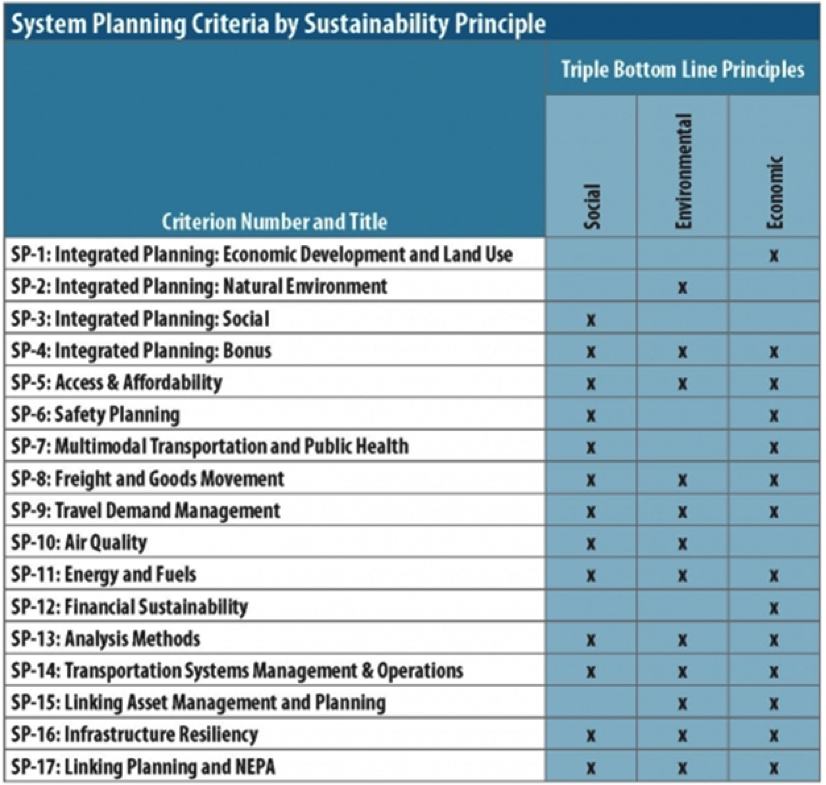 System Planning Criteria by Sustainability Principle
Triple Bottom Line Principles
Criterion Number and Title Social Environmental Economic
SP-1: Integrated Planning: Economic Development and Land Use x
SP-2: Integrated Planning: Natural Environment x
SP-3: Integrated Planning: Social x
SP-4: Integrated Planning: Bonus x x x
SP-5: Access & Affordability x x x
SP-6: Safety Planning x x
SP-7: Multimodal Transportation and Public Health x x
SP-8: Freight and Goods Movement x x x
SP-9: Travel Demand Management x x x
SP-10: Air Quality x x
SP-11: Energy and Fuels x x x
SP-12: Financial Sustainability x
SP-13: Analysis Methods x x x
SP-14: Transportation Systems Management & Operations x x x
SP-15: Linking Asset Management and Planning x x
SP-16: Infrastructure Resiliency x x x
SP-17: Linking Planning and NEPA x x x